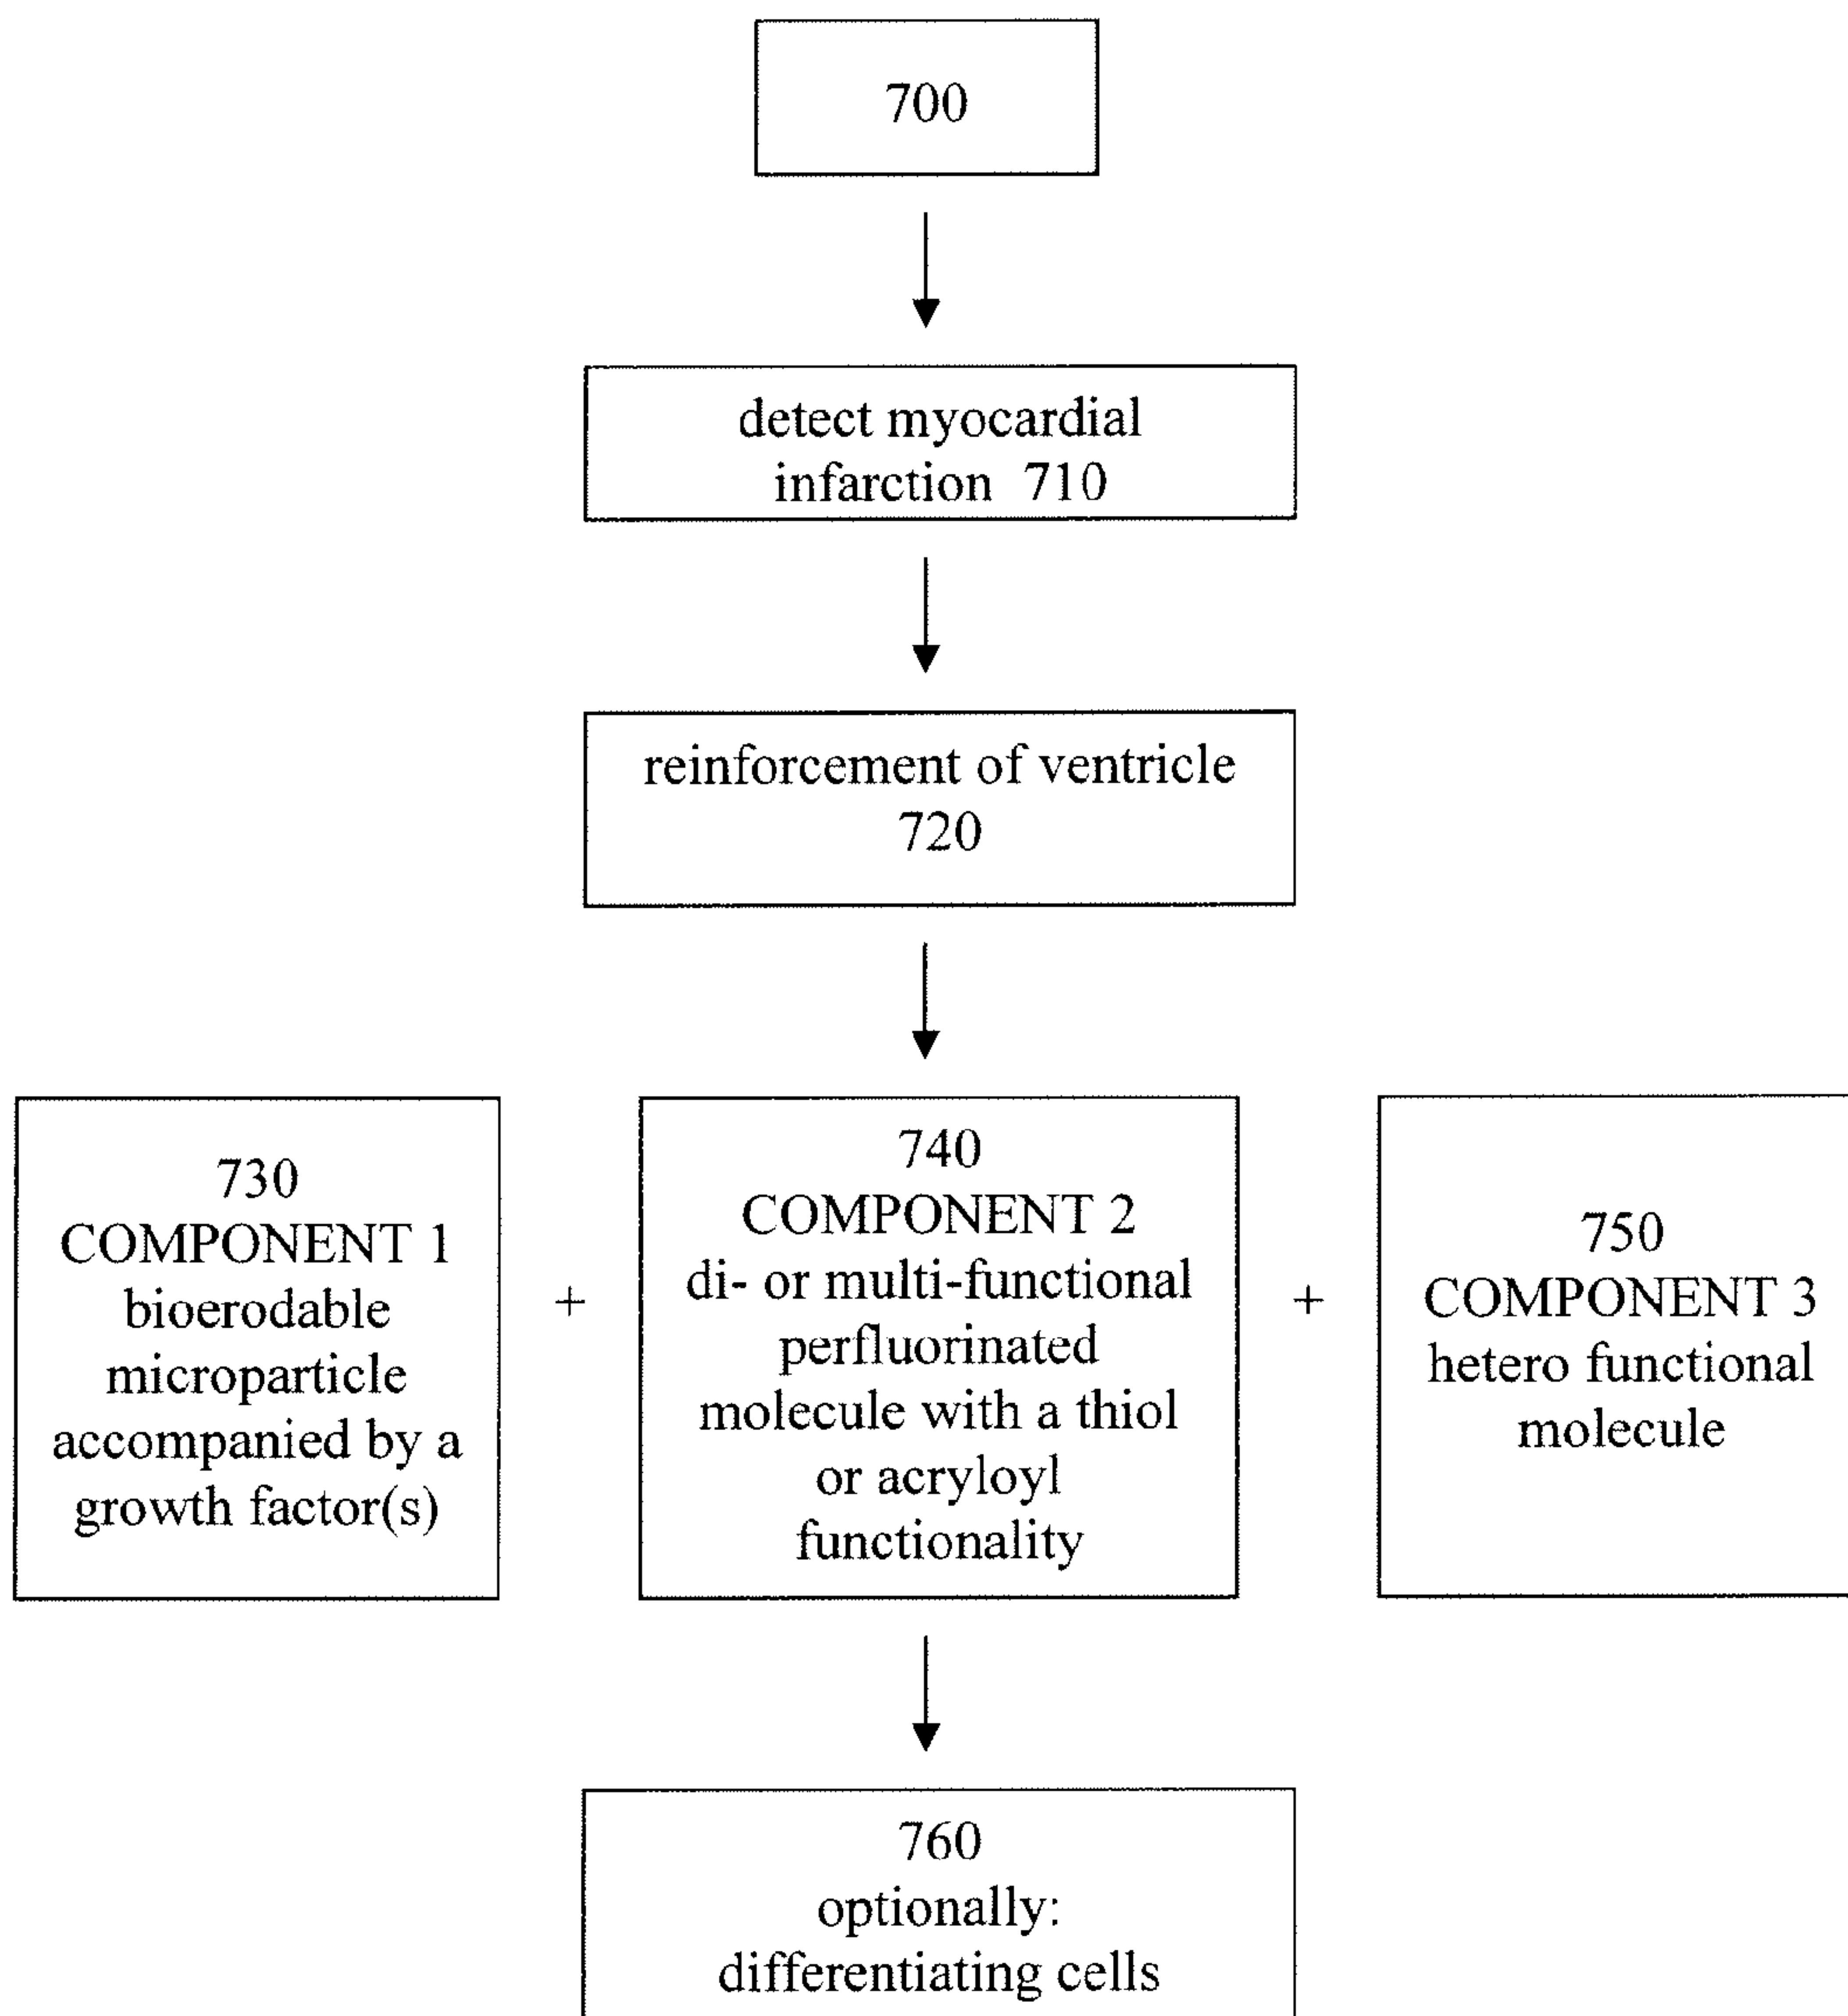 700
detect myocardial
infarction 710
reinforcement of ventricle
720
730
COMPONENT 1
bioerodable
microparticle
accompanied by a
growth factor(s)
+
740
COMPONENT 2
di- or multi-functional
perfluorinated
molecule with a thiol
or acryloyl
functionality
+
750
COMPONENT 3
hetero functional
molecule
760
optionally:
differentiating cells